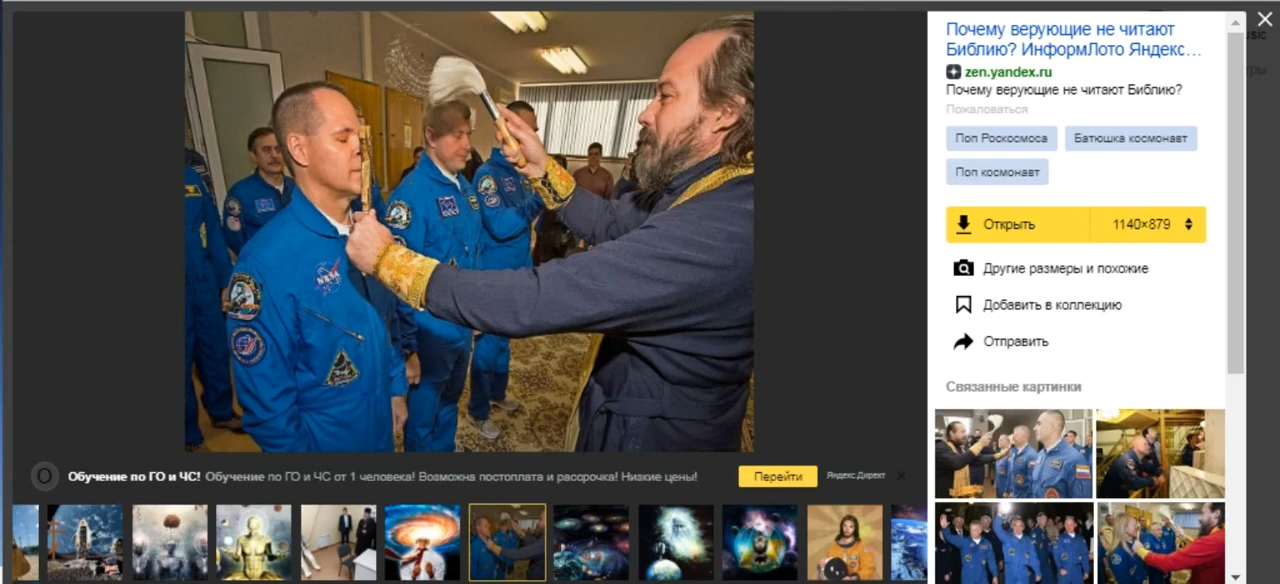 Почему верующие не читают
Библию? ИнформЛото Яндекс…
zen.yandex.ru
Почему верующие не читают Библию?
Пожаловаться
Поп Роскосмоса
Батюшка космонавт
Поп космонавт
Открыть
1140×879
Другие размеры и похожие
Добавить в коллекцию
Отправить
Связанные картинки
NASA
Обучение по ГО и ЧС! Обучение по ГО и ЧС от 1 человека! Возможна постоплата и рассрочка! Низкие цены!
Перейти
Яндекс.Директ